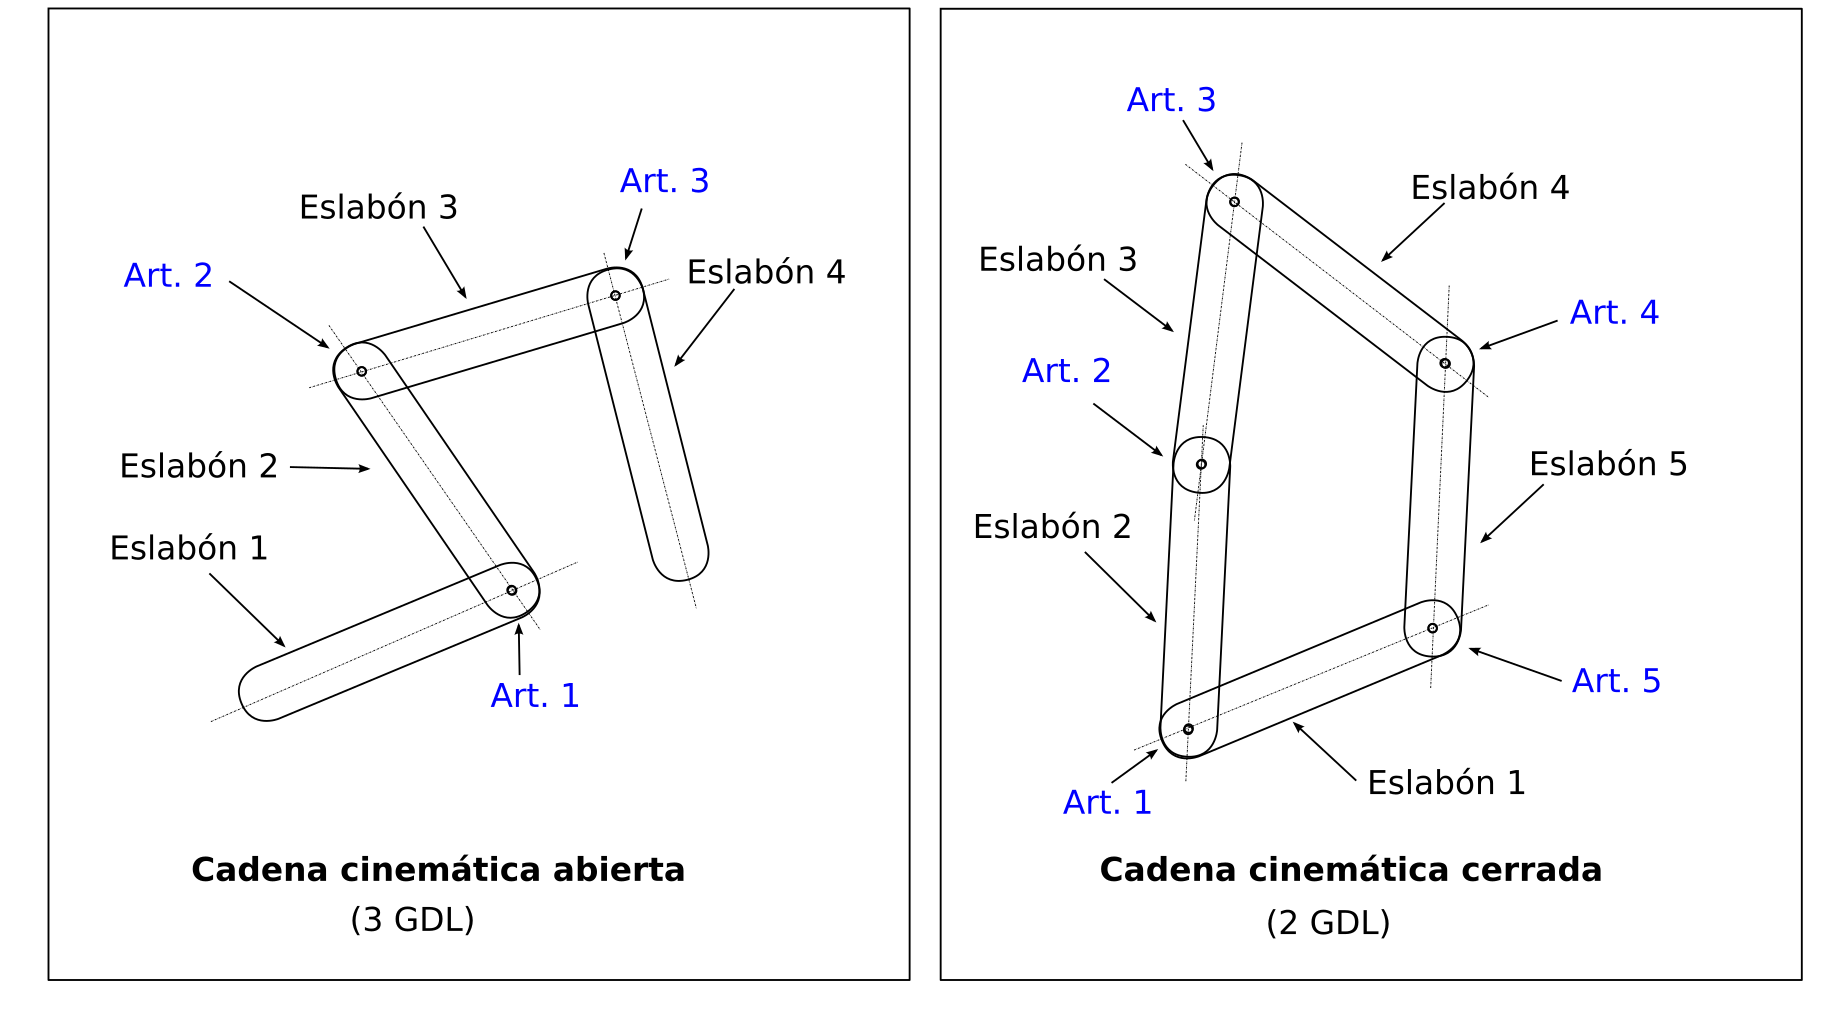 Art. 3
Eslabón 3
Art. 2
Eslabón 4
Eslabón 2
Eslabón 1
Art. 1
Cadena cinemática abierta
(3 GDL)
Art. 3
Eslabón 4
Eslabón 3
Art. 4
Art. 2
Eslabón 5
Eslabón 2
Art. 5
Eslabón 1
Art. 1
Cadena cinemática cerrada
(2 GDL)